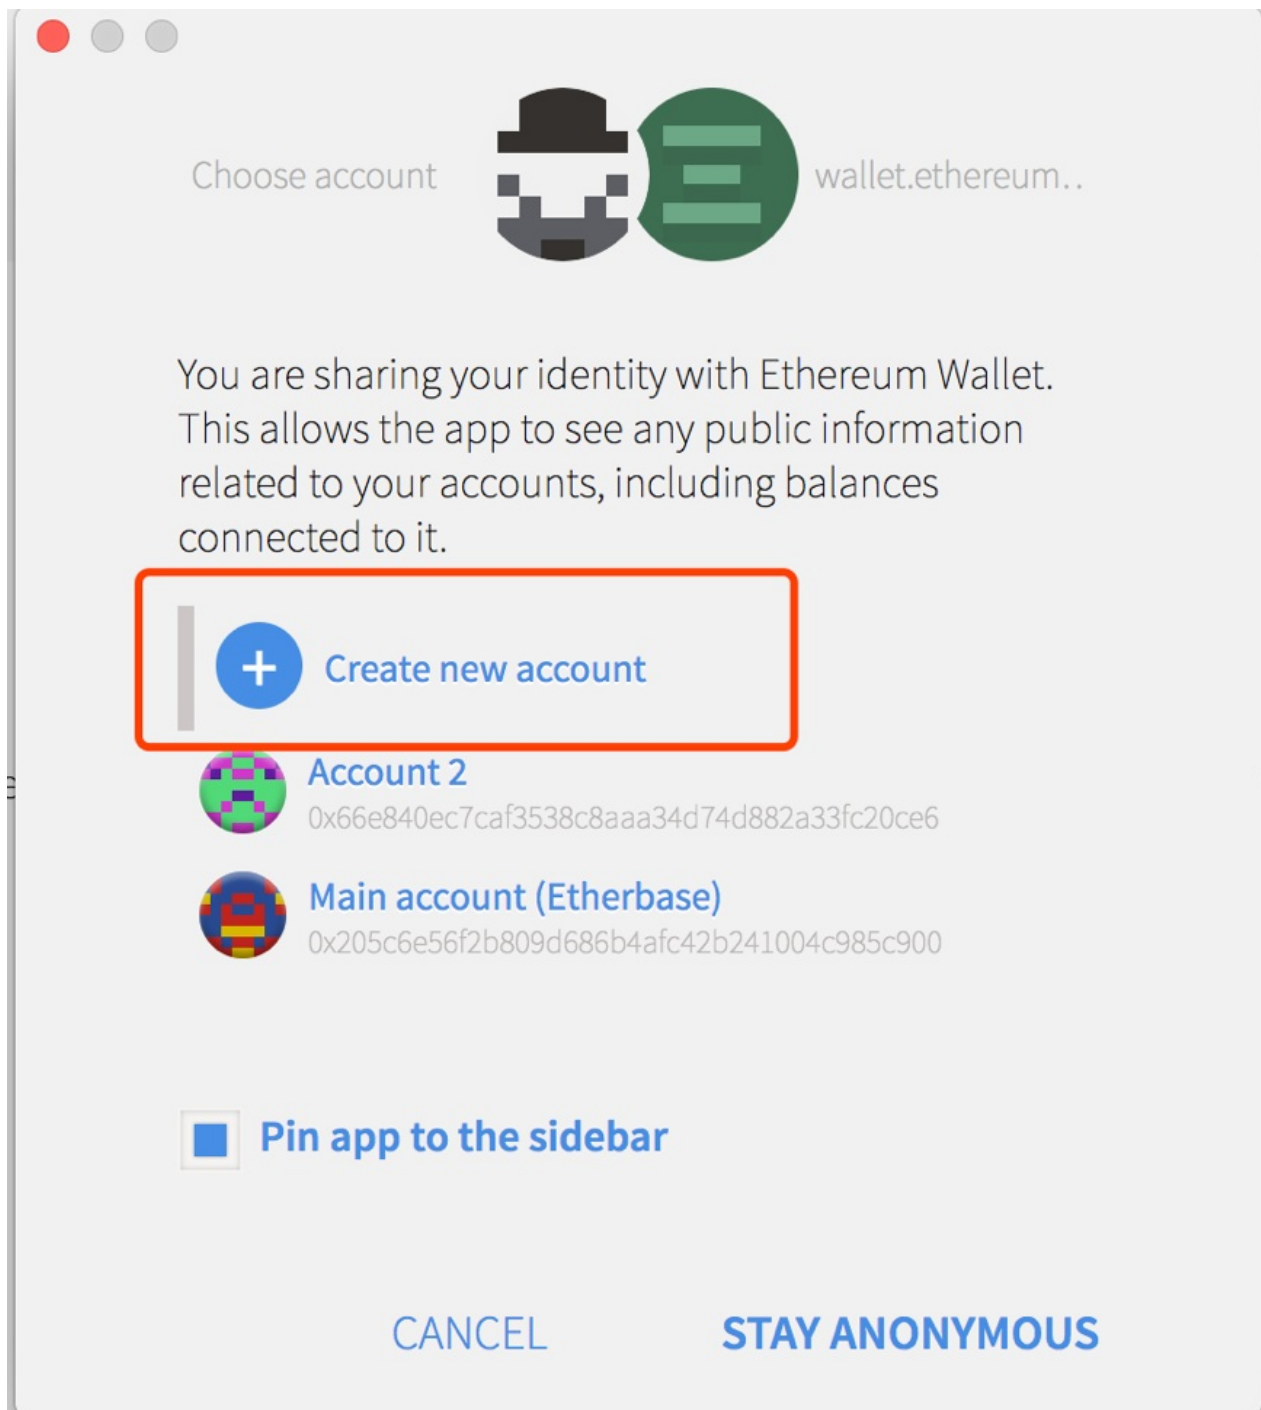 Choose account
wallet.ethereum..
You are sharing your identity with Ethereum Wallet.
This allows the app to see any public information
related to your accounts, including balances
connected to it.
Create new account
Account 2
0x66e840ec7caf3538c8aaa34d74d882a33fc20ce6
Main account (Etherbase)
0x205c6e56f2b809d686b4afc42b241004c985c900
Pin app to the sidebar
CANCEL
STAY ANONYMOUS